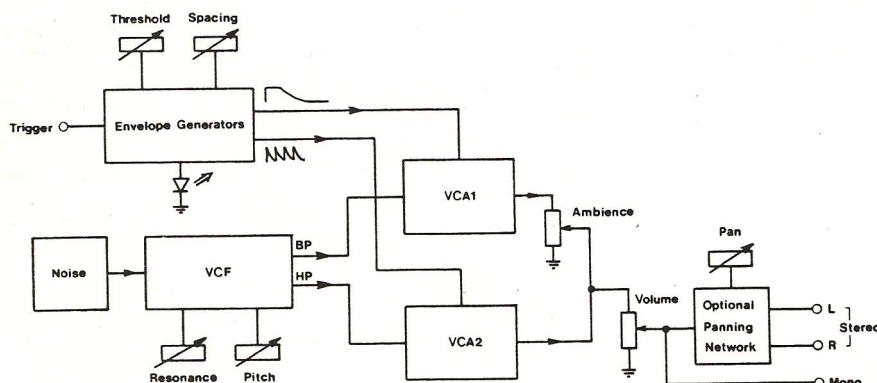 Threshold
Spacing
Trigger
Envelope Generators
VCA1
Ambience
Pan
Noise
VCF
BP
HP
Volume
Optional
Panning
Network
L
Stereo
R
VCA2
Resonance
Pitch
Mono